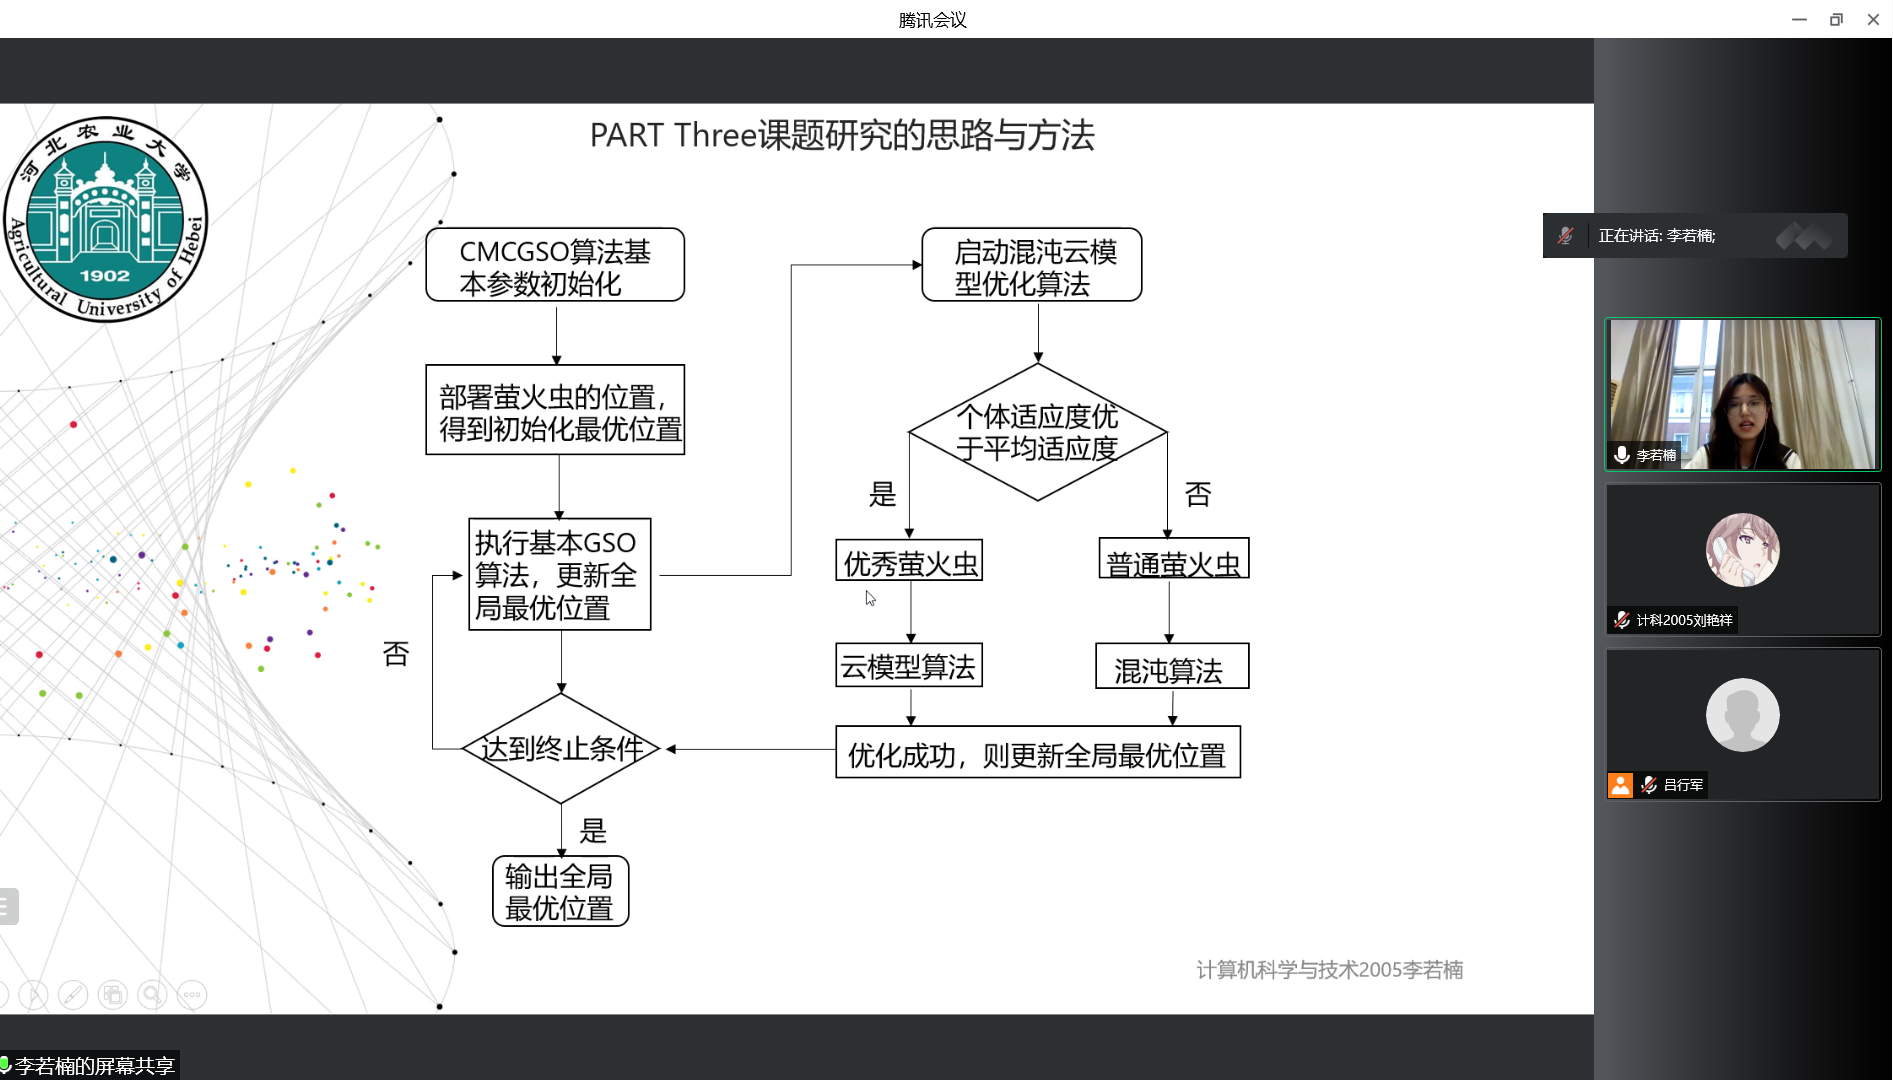 腾讯会议
河北农业大学
1902
Agricultural University of Hebei
PART Three课题研究的思路与方法
CMCGSO算法基
本参数初始化
部署萤火虫的位置，
得到初始化最优位置
执行基本GSO
算法，更新全
局最优位置
否
达到终止条件
是
输出全局
最优位置
启动混沌云模
型优化算法
个体适应度优
于平均适应度
是
否
优秀萤火虫
普通萤火虫
云模型算法
混沌算法
优化成功，则更新全局最优位置
计算机科学与技术2005李若楠
正在讲话: 李若楠;
李若楠
计科2005刘艳祥
吕行军
李若楠的屏幕共享